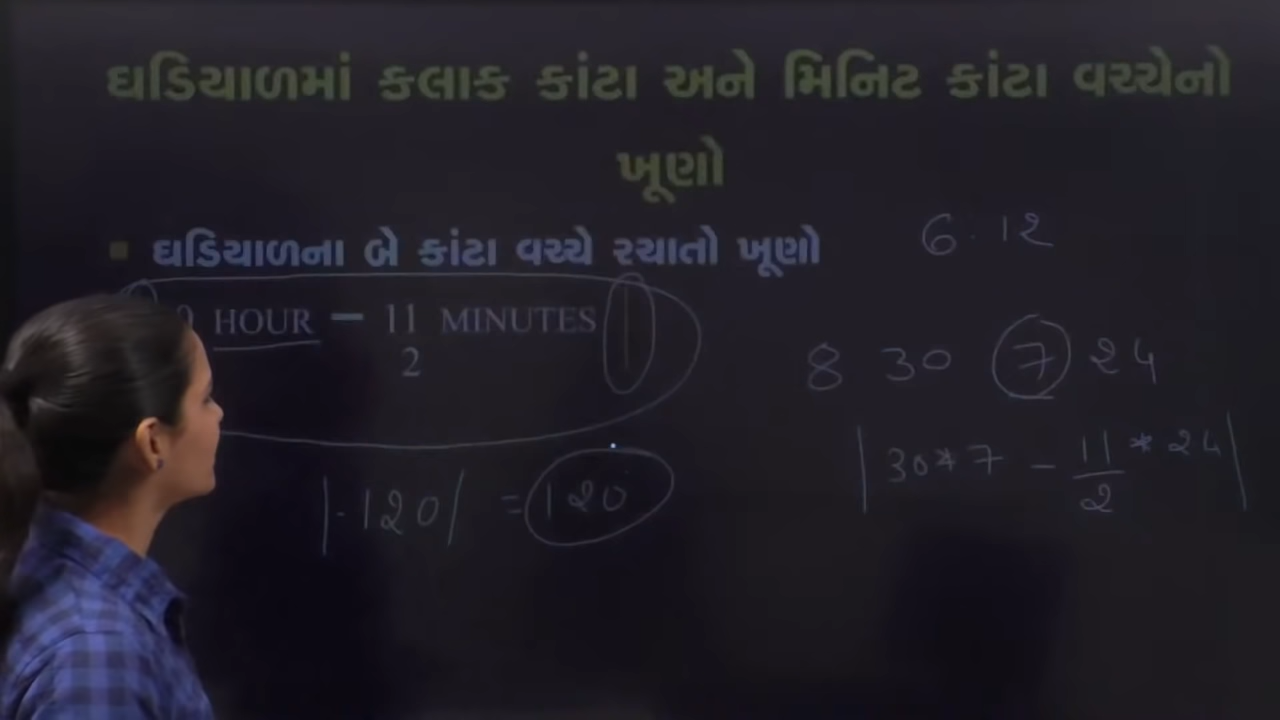 ઘડિયાળમાં કલાક કાંટા અને મિનિટ કાંટા વચ્ચેનો
ખૂણો
ઘડિયાળના બે કાંટા વચ્ચે રચાતો ખૂણો
6.12
0 HOUR − 11 MINUTES |
2
8 30 7 24
|30*7 − 11/2 * 24|
|-120| = 120